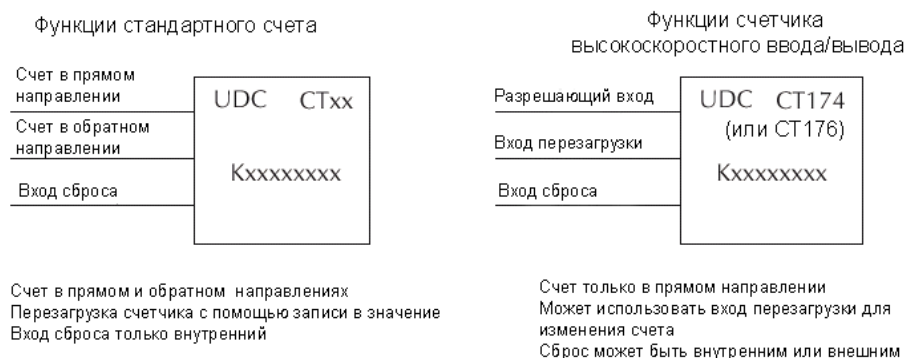 Функции стандартного счета
Счет в прямом
направлении
Счет в обратном
направлении
Вход сброса
UDC CTxx
Kxxxxxxxx
Счет в прямом и обратном направлениях
Перезагрузка счетчика с помощью записи в значение
Вход сброса только внутренний
Функции счетчика
высокоскоростного ввода/вывода
Разрешающий вход
Вход перезагрузки
Вход сброса
UDC CT174
(или CT176)
Kxxxxxxxx
Счет только в прямом направлении
Может использовать вход перезагрузки для
изменения счета
Сброс может быть внутренним или внешним